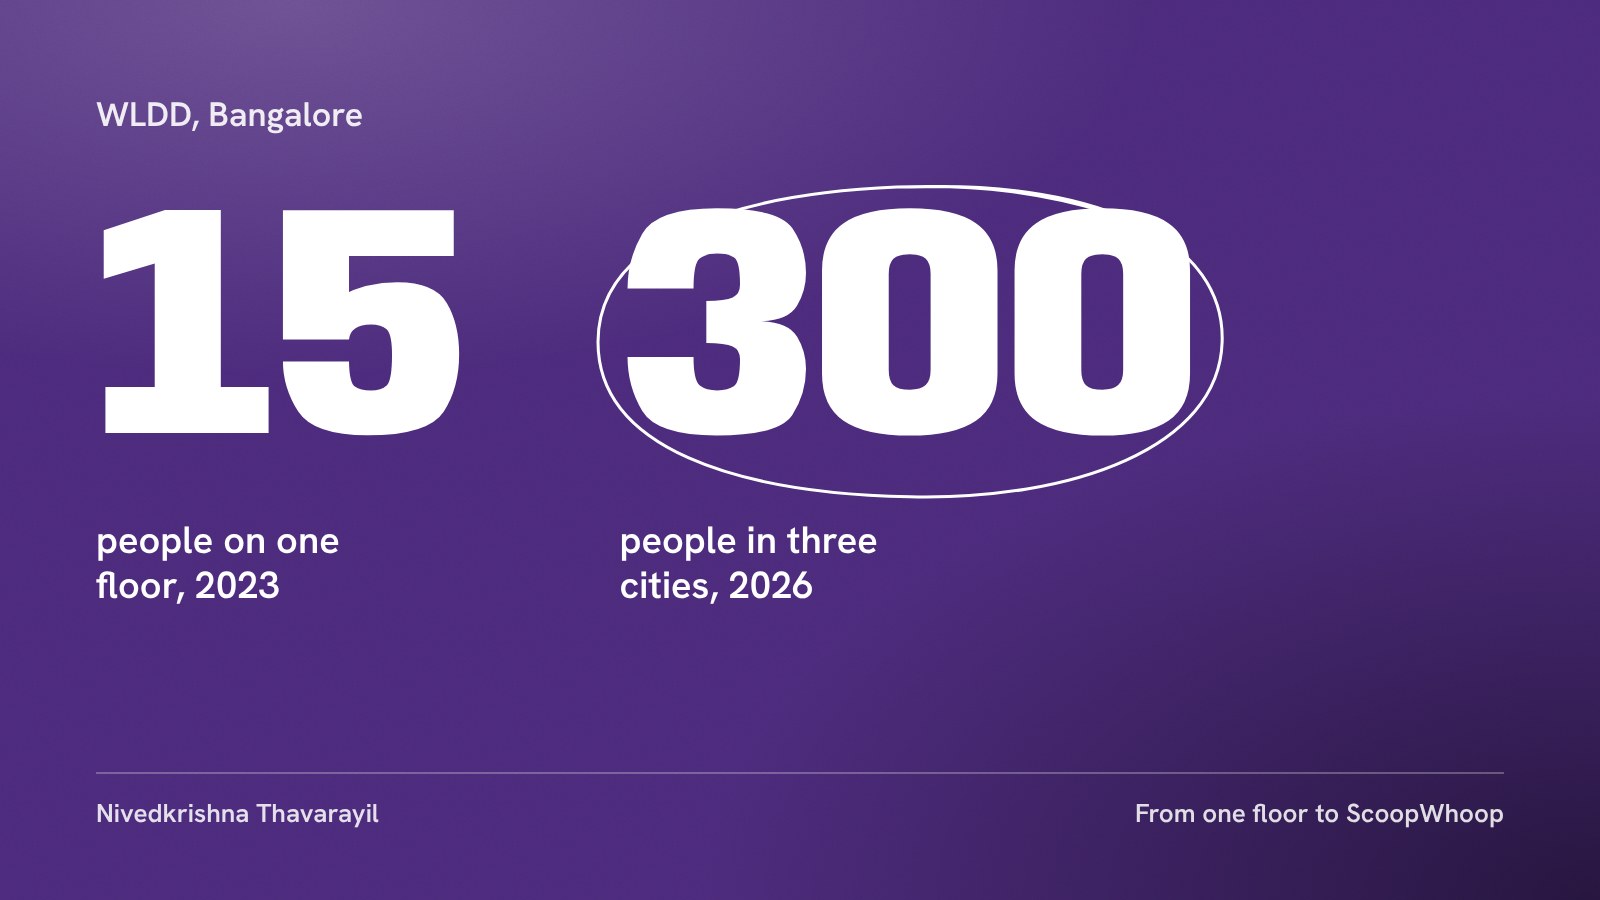 WLDD, Bangalore
15
300
people on one
floor, 2023
people in three
cities, 2026
Nivedkrishna Thavarayil
From one floor to ScoopWhoop